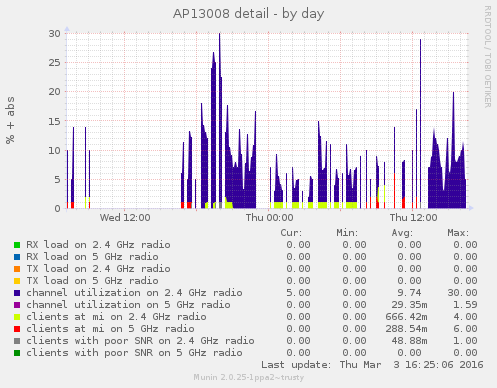 AP13008 detail - by day
RRDTOOL / TOBI OETIKER
% + abs
30
25
20
15
10
5
0
Wed 12:00 Thu 00:00 Thu 12:00
Cur: Min: Avg: Max:
RX load on 2.4 GHz radio 0.00 0.00 0.00 0.00
RX load on 5 GHz radio 0.00 0.00 0.00 0.00
TX load on 2.4 GHz radio 0.00 0.00 0.00 0.00
TX load on 5 GHz radio 0.00 0.00 0.00 0.00
channel utilization on 2.4 GHz radio 5.00 0.00 9.74 30.00
channel utilization on 5 GHz radio 0.00 0.00 29.35m 1.59
clients at mi on 2.4 GHz radio 0.00 0.00 666.42m 4.00
clients at mi on 5 GHz radio 0.00 0.00 288.54m 6.00
clients with poor SNR on 2.4 GHz radio 0.00 0.00 48.88m 1.00
clients with poor SNR on 5 GHz radio 0.00 0.00 0.00 0.00
Last update: Thu Mar 3 16:25:06 2016
Munin 2.0.25-1ppa2~trusty